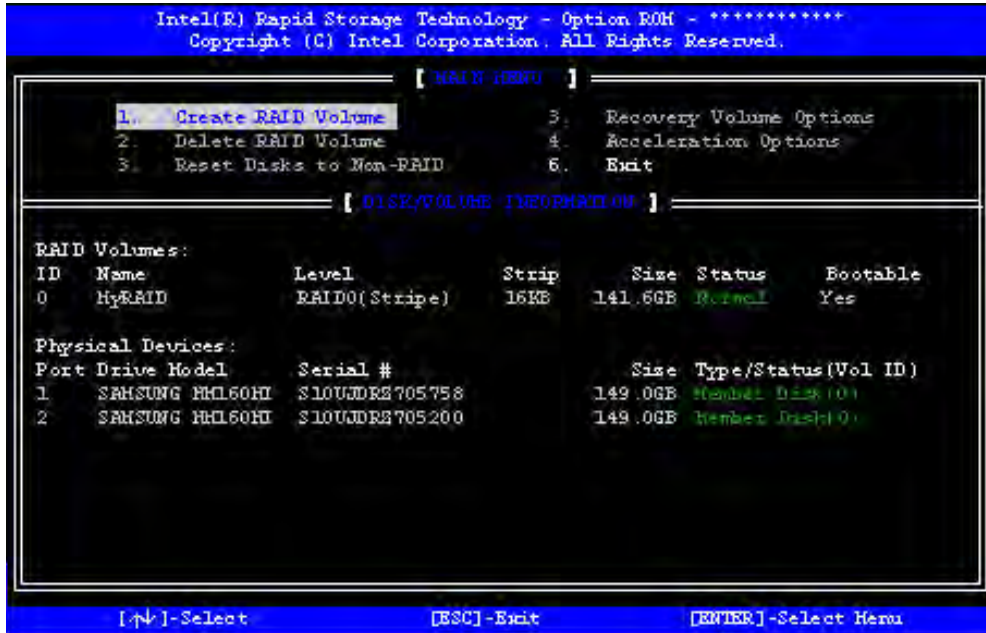 Intel(R) Rapid Storage Technology - Option ROM - ************
Copyright (C) Intel Corporation. All Rights Reserved.
[ MAIN MENU ]
1. Create RAID Volume
2. Delete RAID Volume
3. Reset Disks to Non-RAID
3. Recovery Volume Options
4. Acceleration Options
6. Exit
[ DISK/VOLUME INFORMATION ]
RAID Volumes:
ID Name Level Strip Size Status Bootable
0 MyRAID RAID0(Stripe) 16KB 141.6GB Normal Yes
Physical Devices:
Port Drive Model Serial # Size Type/Status(Vol ID)
1 SAMSUNG HM160HI S10UJDRS705758 149.0GB Member Disk(0)
2 SAMSUNG HM160HI S10UJDRS705200 149.0GB Member Disk(0)
[↑↓]-Select [ESC]-Exit [ENTER]-Select Menu